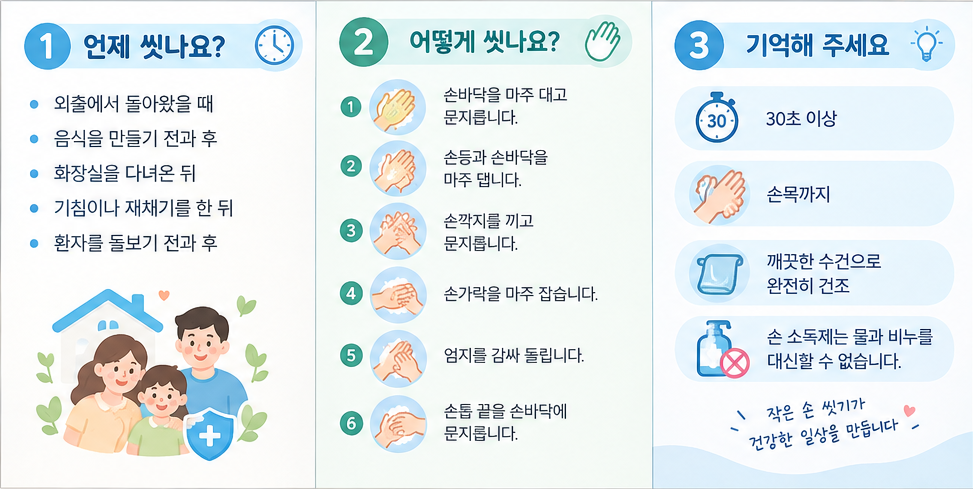 1 언제 씻나요?
외출에서 돌아왔을 때
음식을 만들기 전과 후
화장실을 다녀온 뒤
기침이나 재채기를 한 뒤
환자를 돌보기 전과 후
2 어떻게 씻나요?
1 손바닥을 마주 대고
문지릅니다.
2 손등과 손바닥을
마주 댑니다.
3 손깍지를 끼고
문지릅니다.
4 손가락을 마주 잡습니다.
5 엄지를 감싸 돌립니다.
6 손톱 끝을 손바닥에
문지릅니다.
3 기억해 주세요
30
30초 이상
손목까지
깨끗한 수건으로
완전히 건조
손 소독제는 물과 비누를
대신할 수 없습니다.
작은 손 씻기가
건강한 일상을 만듭니다